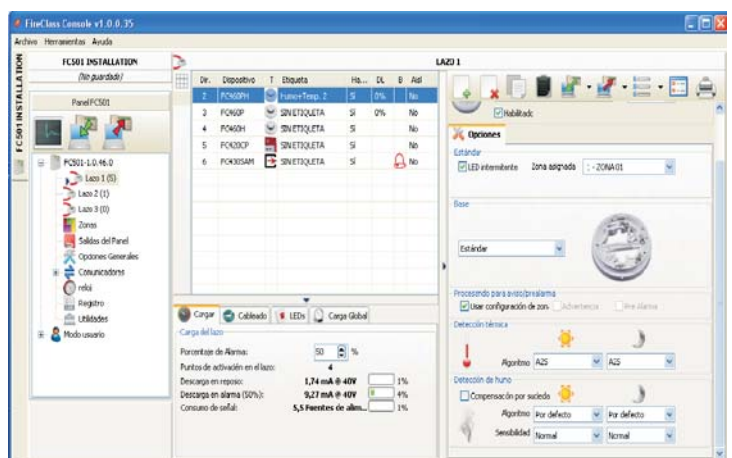 FireClass Console v1.0.0.35
Archivo Herramientas Ayuda
FC501 INSTALLATION
FC501 INSTALLATION
(No guardado)
Panel FC501
FC501-1.0.46.0
Lazo 1 (5)
Lazo 2 (1)
Lazo 3 (0)
Zonas
Salidas del Panel
Opciones Generales
Comunicadores
reloj
Registro
Utilidades
Modo usuario
LAZO 1
Dir. Dispositivo T Etiqueta Ha... DL B Aisl
2 FC460PH Humo+Temp. 2 Sí 0% No
3 FC460P SIN ETIQUETA Sí 0% No
4 FC460H SIN ETIQUETA Sí No
5 FC420CP SIN ETIQUETA Sí No
6 FC430SAM SIN ETIQUETA Sí No
Cargar Cableado LEDs Carga Global
Carga del lazo
Porcentaje de Alarma: 50 %
Puntos de activación en el lazo: 4
Descarga en reposo: 1,74 mA @ 40V 1%
Descarga en alarma (50%): 9,27 mA @ 40V 4%
Consumo de señal: 5,5 Fuentes de alim... 1%
Habilitado
Opciones
Estándar
LED intermitente Zona asignada 1 - ZONA 01
Base
Estándar
Procesando para aviso/prealarma
Usar configuración de zon. Advertencia Pre Alarma
Detección térmica
Algoritmo A2S A2S
Detección de humo
Compensación por suciedad
Algoritmo Por defecto Por defecto
Sensibilidad Normal Normal